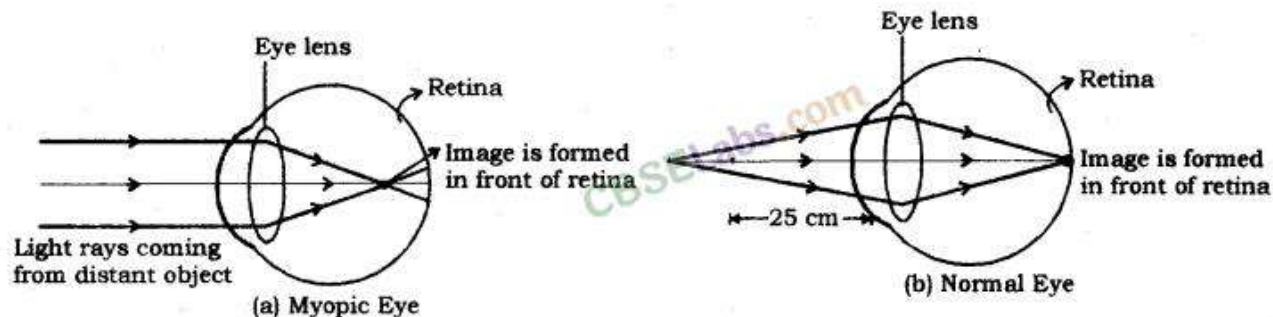 Eye lens
Retina
Image is formed
in front of retina
Light rays coming
from distant object
(a) Myopic Eye
CBSELabs.com
Eye lens
Retina
Image is formed
in front of retina
25 cm
(b) Normal Eye